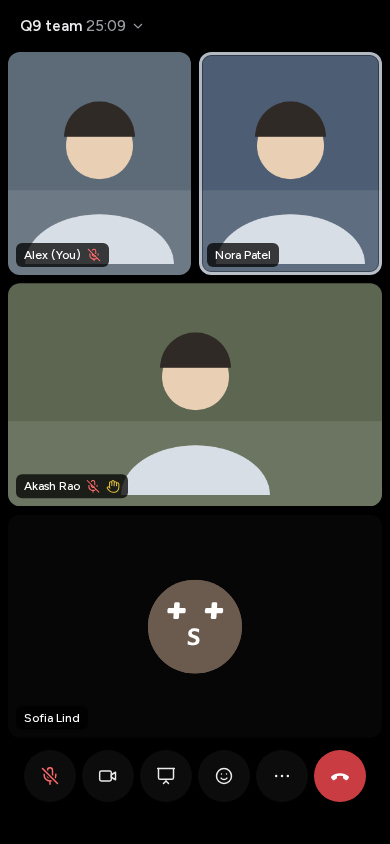 Q9 team 25:09
Alex (You)
Nora Patel
Akash Rao
S
Sofia Lind